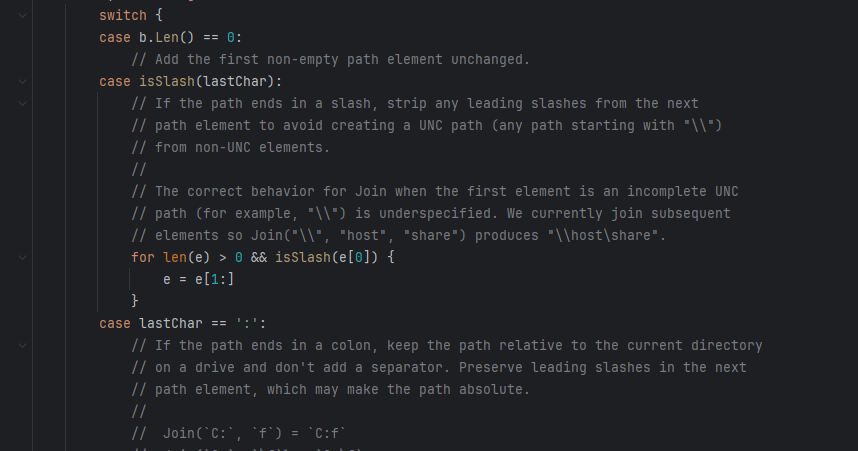 switch {
case b.Len() == 0:
// Add the first non-empty path element unchanged.
case isSlash(lastChar):
// If the path ends in a slash, strip any leading slashes from the next
// path element to avoid creating a UNC path (any path starting with "\\")
// from non-UNC elements.
//
// The correct behavior for Join when the first element is an incomplete UNC
// path (for example, "\\") is underspecified. We currently join subsequent
// elements so Join("\\", "host", "share") produces "\\host\share".
for len(e) > 0 && isSlash(e[0]) {
e = e[1:]
}
case lastChar == ':':
// If the path ends in a colon, keep the path relative to the current directory
// on a drive and don't add a separator. Preserve leading slashes in the next
// path element, which may make the path absolute.
//
// Join(`C:`, `f`) = `C:f`